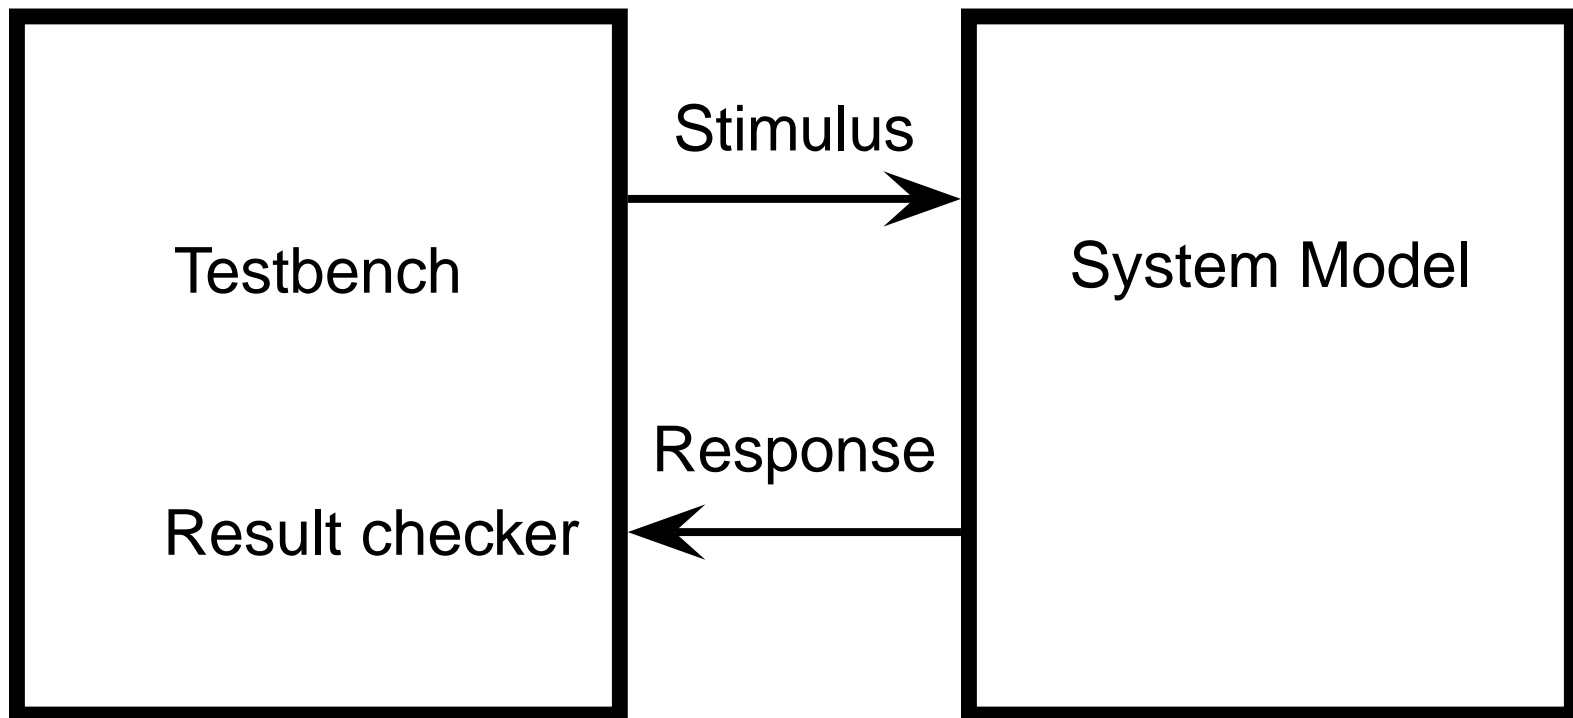 Stimulus
Testbench
System Model
Response
Result checker